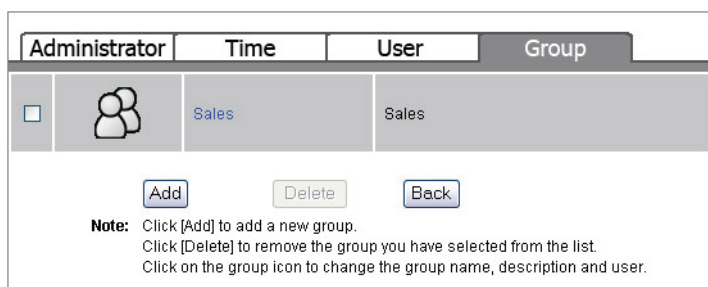 Administrator Time User Group
Sales Sales
Add Delete Back
Note: Click [Add] to add a new group.
Click [Delete] to remove the group you have selected from the list.
Click on the group icon to change the group name, description and user.